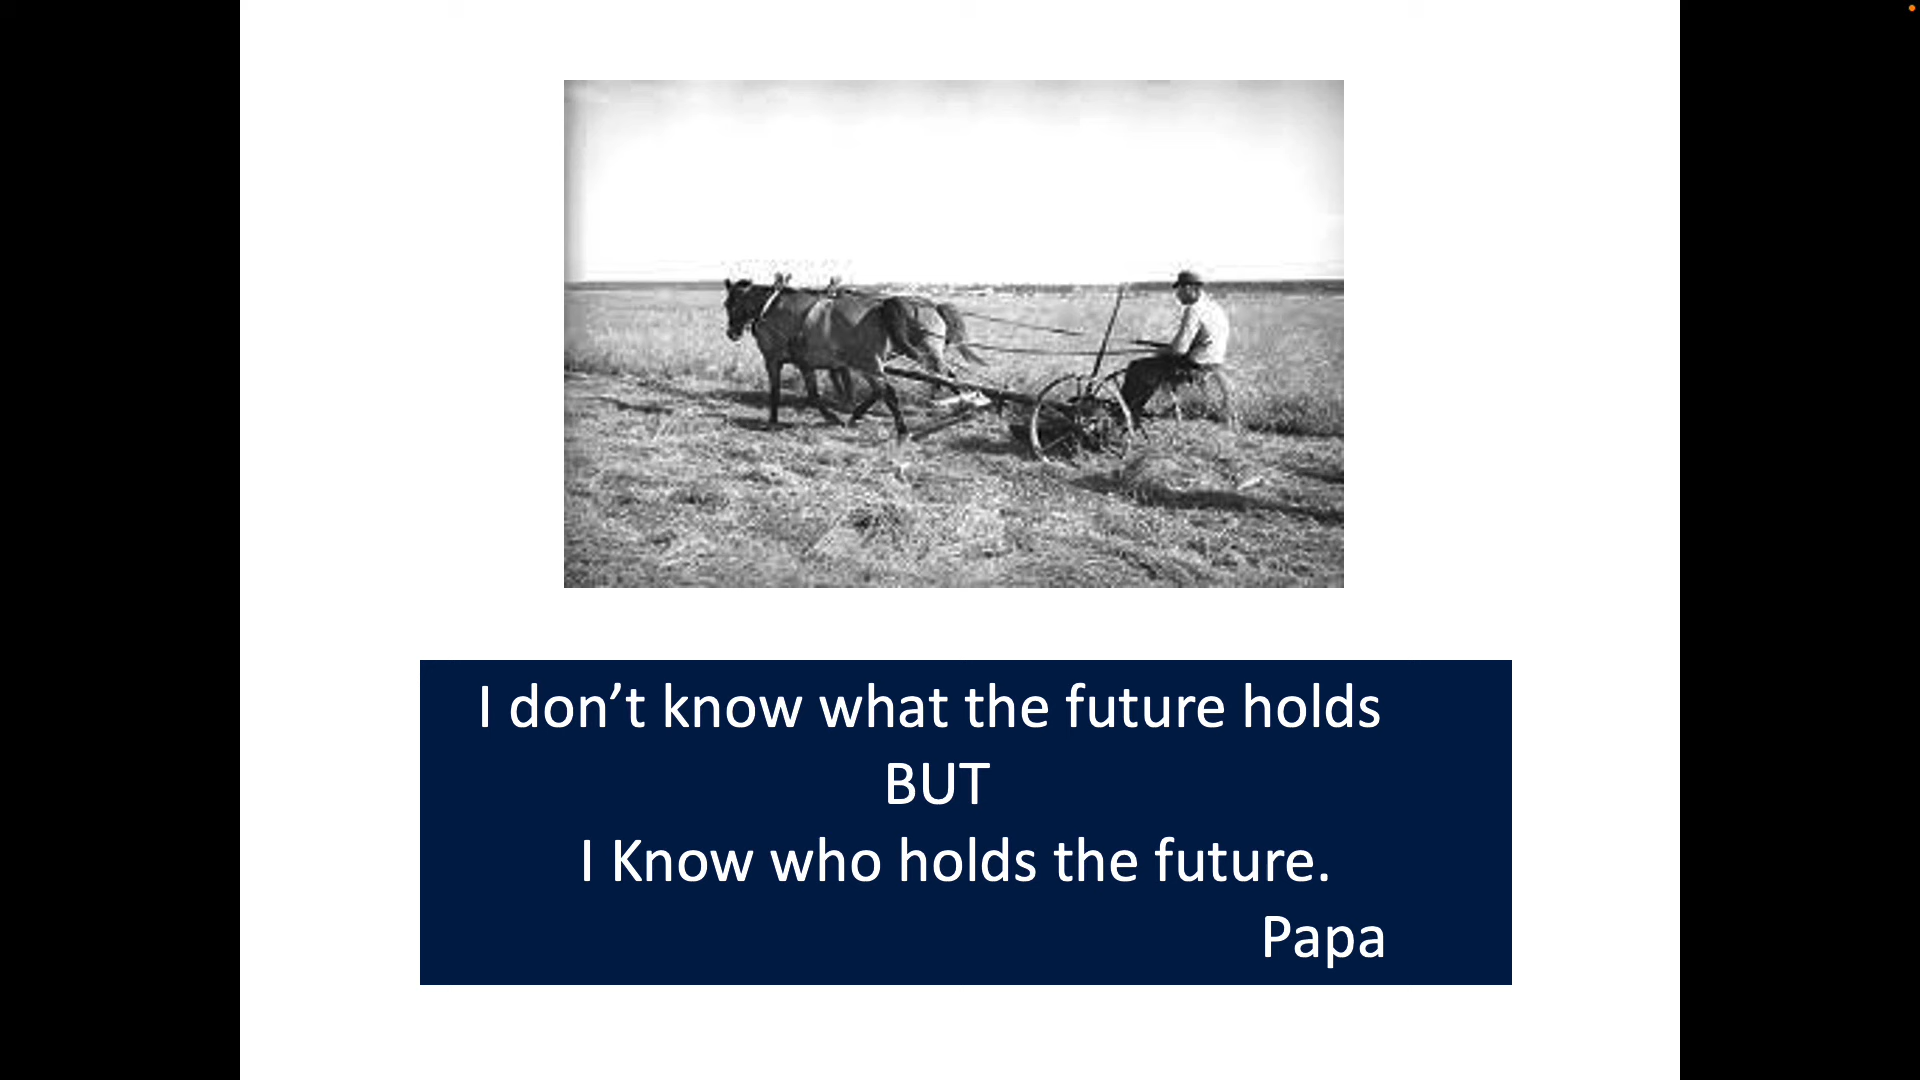 I don’t know what the future holds
BUT
I Know who holds the future.
Papa